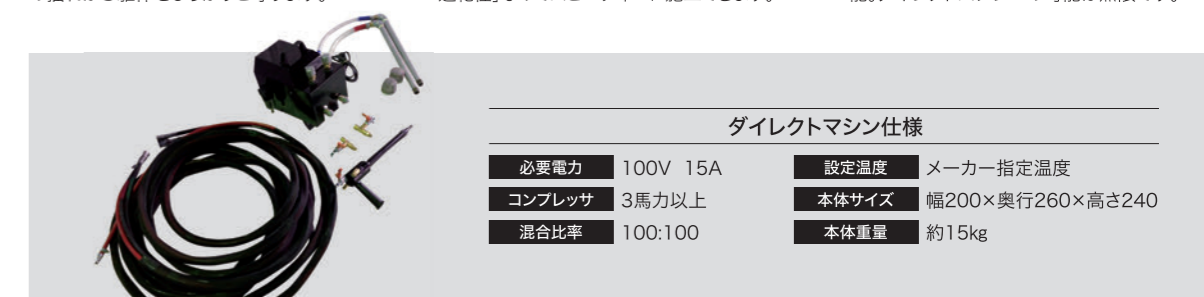 ダイレクトマシン仕様
必要電力 100V 15A
コンプレッサ 3馬力以上
混合比率 100:100
設定温度 メーカー指定温度
本体サイズ 幅200×奥行260×高さ240
本体重量 約15kg